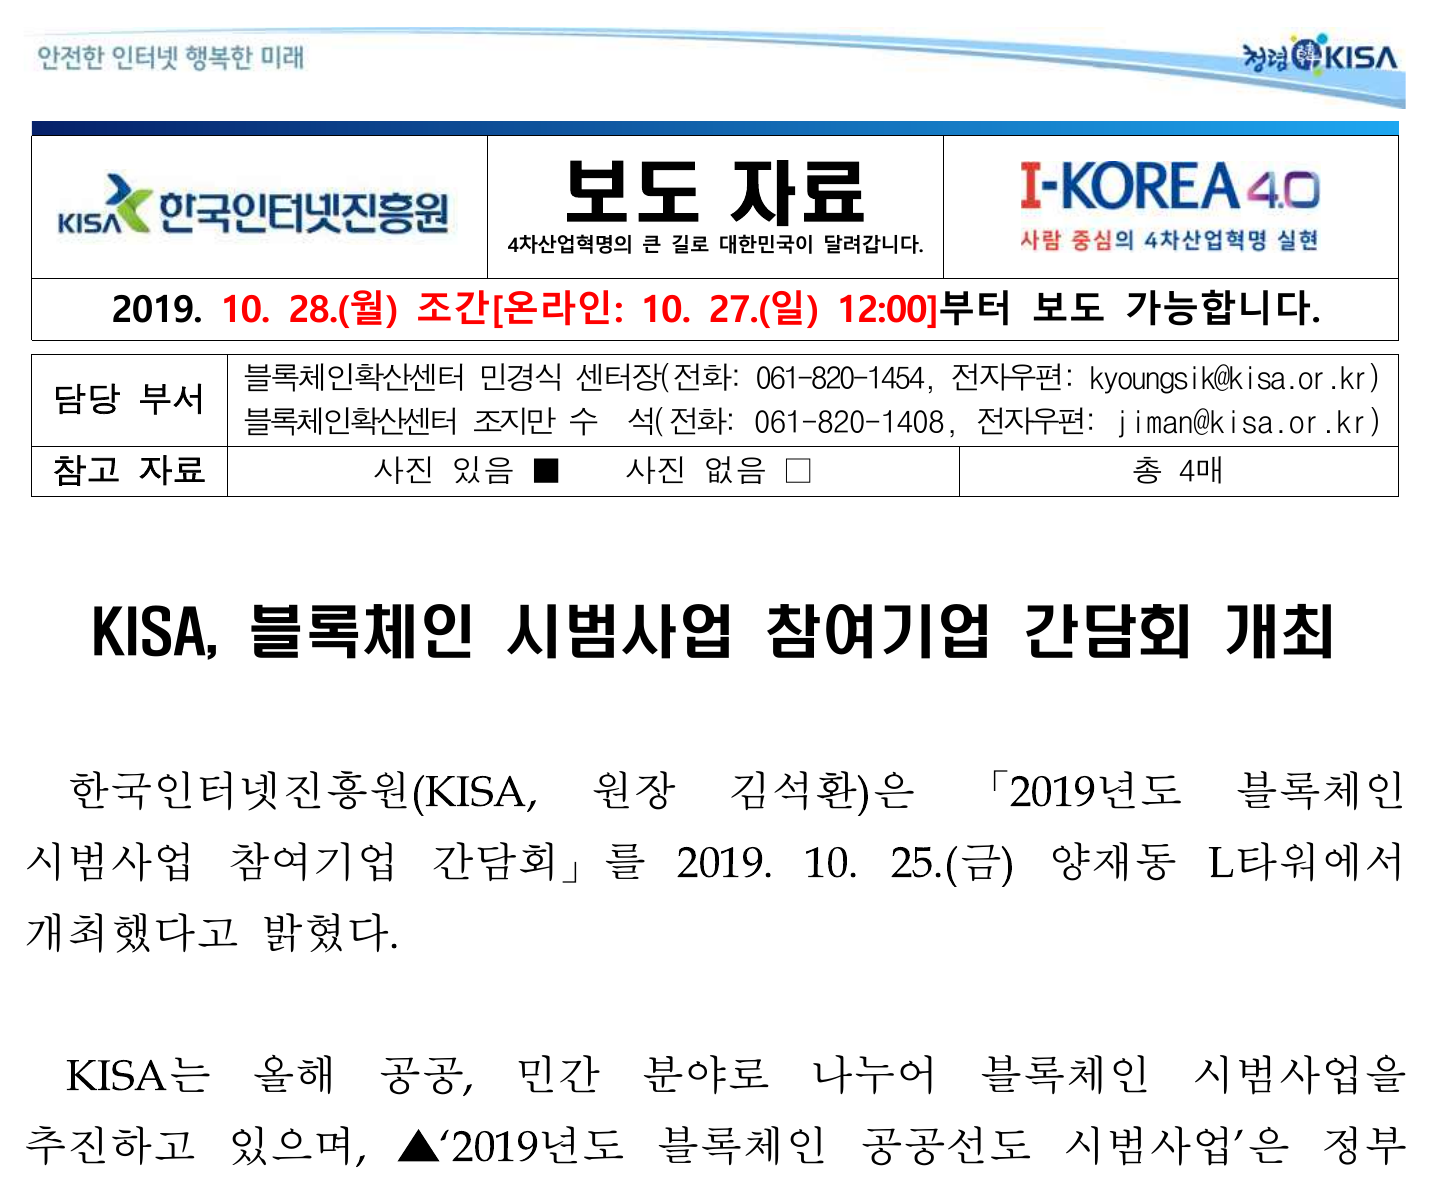 안전한 인터넷 행복한 미래
청렴韓KISA
KISA 한국인터넷진흥원
보도 자료
4차산업혁명의 큰 길로 대한민국이 달려갑니다.
I-KOREA 4.0
사람 중심의 4차산업혁명 실현
2019. 10. 28.(월) 조간[온라인: 10. 27.(일) 12:00]부터 보도 가능합니다.
담당 부서
블록체인확산센터 민경식 센터장(전화: 061-820-1454, 전자우편: kyoungsik@kisa.or.kr)
블록체인확산센터 조지만 수 석(전화: 061-820-1408, 전자우편: jiman@kisa.or.kr)
참고 자료 사진 있음 ■ 사진 없음 □ 총 4매
KISA, 블록체인 시범사업 참여기업 간담회 개최
한국인터넷진흥원(KISA, 원장 김석환)은 「2019년도 블록체인
시범사업 참여기업 간담회」를 2019. 10. 25.(금) 양재동 L타워에서
개최했다고 밝혔다.
KISA는 올해 공공, 민간 분야로 나누어 블록체인 시범사업을
추진하고 있으며, ▲‘2019년도 블록체인 공공선도 시범사업’은 정부